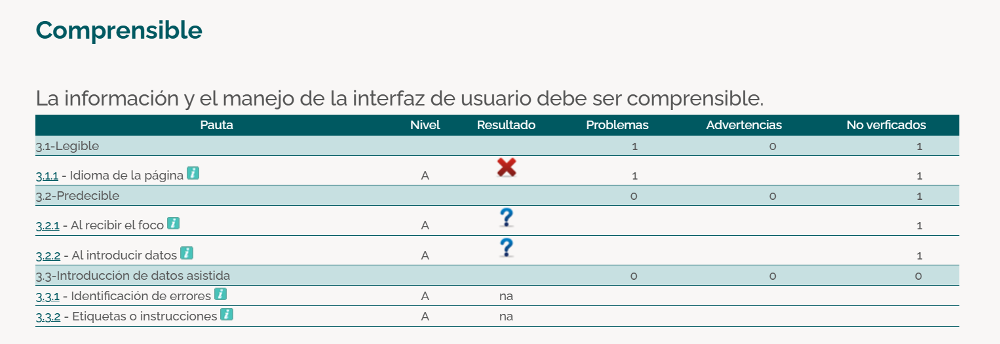 Comprensible
La información y el manejo de la interfaz de usuario debe ser comprensible.
Pauta Nivel Resultado Problemas Advertencias No verficados
3.1-Legible 1 0 1
3.1.1 - Idioma de la página i A 1 1
3.2-Predecible 0 0 1
3.2.1 - Al recibir el foco i A ? 1
3.2.2 - Al introducir datos i A ? 1
3.3-Introducción de datos asistida 0 0 0
3.3.1 - Identificación de errores i A na
3.3.2 - Etiquetas o instrucciones i A na